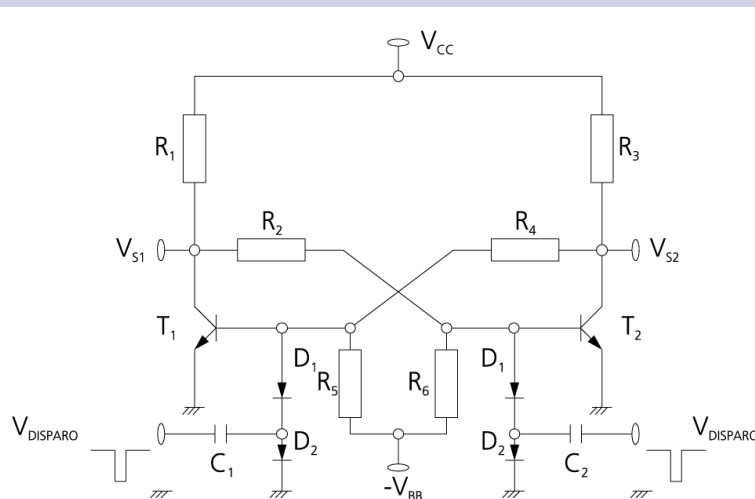 V_CC
R_1
R_3
R_2
R_4
V_S1
V_S2
T_1
T_2
D_1
R_5
R_6
D_1
V_DISPARO
C_1
D_2
-V_BB
D_2
C_2
V_DISPARO